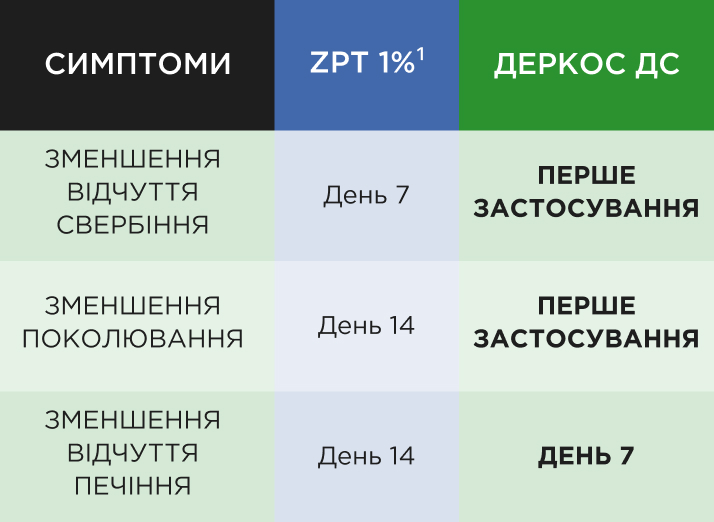 СИМПТОМИ
ZPT 1%¹
ДЕРКОС ДС
ЗМЕНШЕННЯ
ВІДЧУТТЯ
СВЕРБІННЯ
День 7
ПЕРШЕ
ЗАСТОСУВАННЯ
ЗМЕНШЕННЯ
ПОКОЛЮВАННЯ
День 14
ПЕРШЕ
ЗАСТОСУВАННЯ
ЗМЕНШЕННЯ
ВІДЧУТТЯ
ПЕЧІННЯ
День 14
ДЕНЬ 7